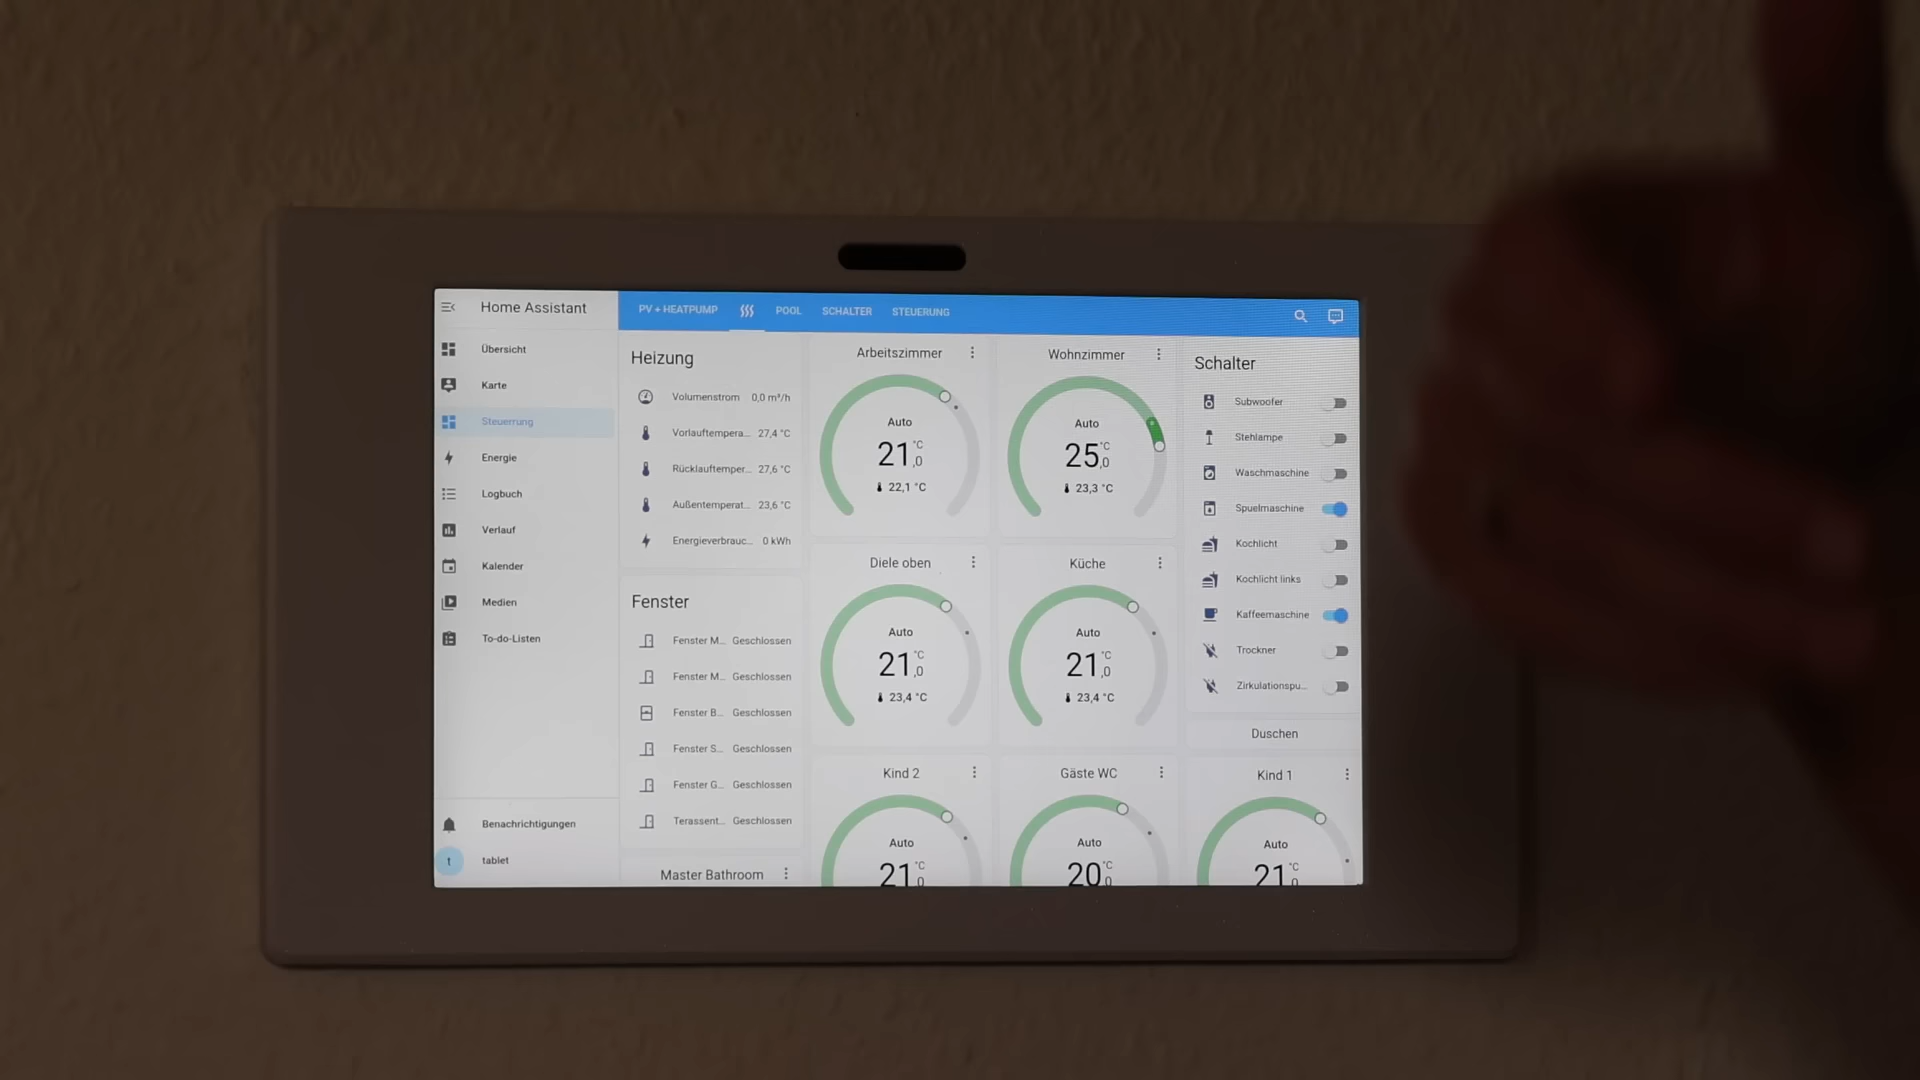 Home Assistant
Übersicht
Karte
Steuerrung
Energie
Logbuch
Verlauf
Kalender
Medien
To-do-Listen
Benachrichtigungen
t tablet
PV + HEATPUMP POOL SCHALTER STEUERUNG
Heizung
Volumenstrom 0,0 m³/h
Vorlauftempera... 27,4 °C
Rücklauftemper... 27,6 °C
Außentemperat... 23,6 °C
Energieverbrauc... 0 kWh
Fenster
Fenster M... Geschlossen
Fenster M... Geschlossen
Fenster B... Geschlossen
Fenster S... Geschlossen
Fenster G... Geschlossen
Terassent... Geschlossen
Master Bathroom
Arbeitszimmer
Auto
21,0 °C
22,1 °C
Diele oben
Auto
21,0 °C
23,4 °C
Kind 2
Auto
21,0 °C
Wohnzimmer
Auto
25,0 °C
23,3 °C
Küche
Auto
21,0 °C
23,4 °C
Gäste WC
Auto
20,0 °C
Schalter
Subwoofer
Stehlampe
Waschmaschine
Spuelmaschine
Kochlicht
Kochlicht links
Kaffeemaschine
Trockner
Zirkulationspu...
Duschen
Kind 1
Auto
21,0 °C